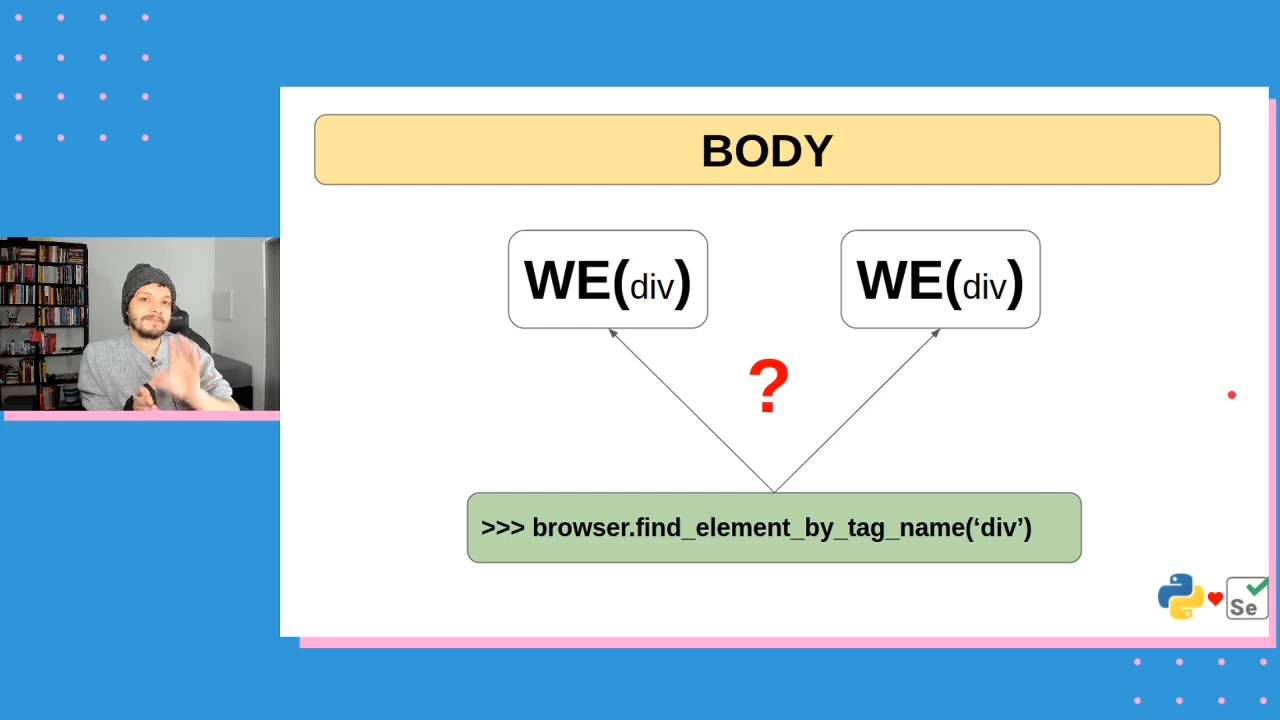 BODY
WE(div) WE(div)
?
>>> browser.find_element_by_tag_name(‘div’)
Se